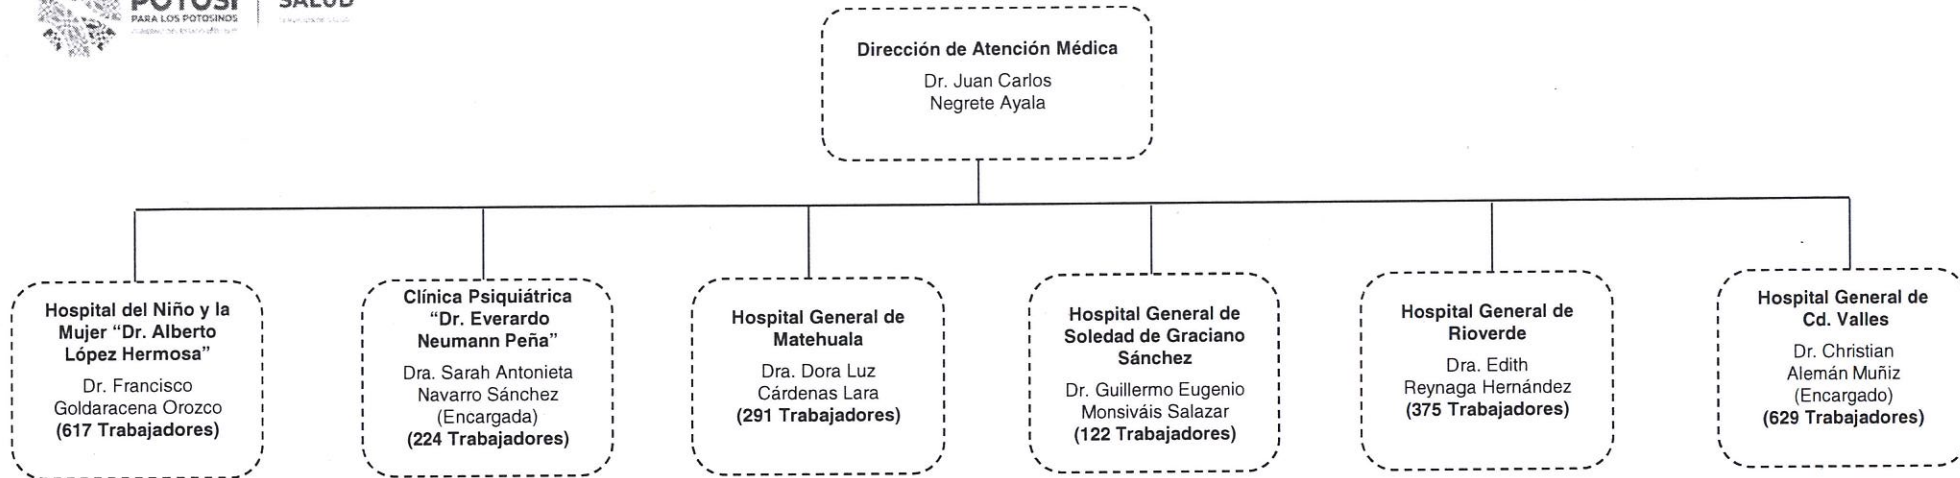 POTOSÍ
PARA LOS POTOSINOS
SALUD
Dirección de Atención Médica
Dr. Juan Carlos
Negrete Ayala
Hospital del Niño y la
Mujer “Dr. Alberto
López Hermosa”
Dr. Francisco
Goldaracena Orozco
(617 Trabajadores)
Clínica Psiquiátrica
“Dr. Everardo
Neumann Peña”
Dra. Sarah Antonieta
Navarro Sánchez
(Encargada)
(224 Trabajadores)
Hospital General de
Matehuala
Dra. Dora Luz
Cárdenas Lara
(291 Trabajadores)
Hospital General de
Soledad de Graciano
Sánchez
Dr. Guillermo Eugenio
Monsiváis Salazar
(122 Trabajadores)
Hospital General de
Rioverde
Dra. Edith
Reynaga Hernández
(375 Trabajadores)
Hospital General de
Cd. Valles
Dr. Christian
Alemán Muñiz
(Encargado)
(629 Trabajadores)